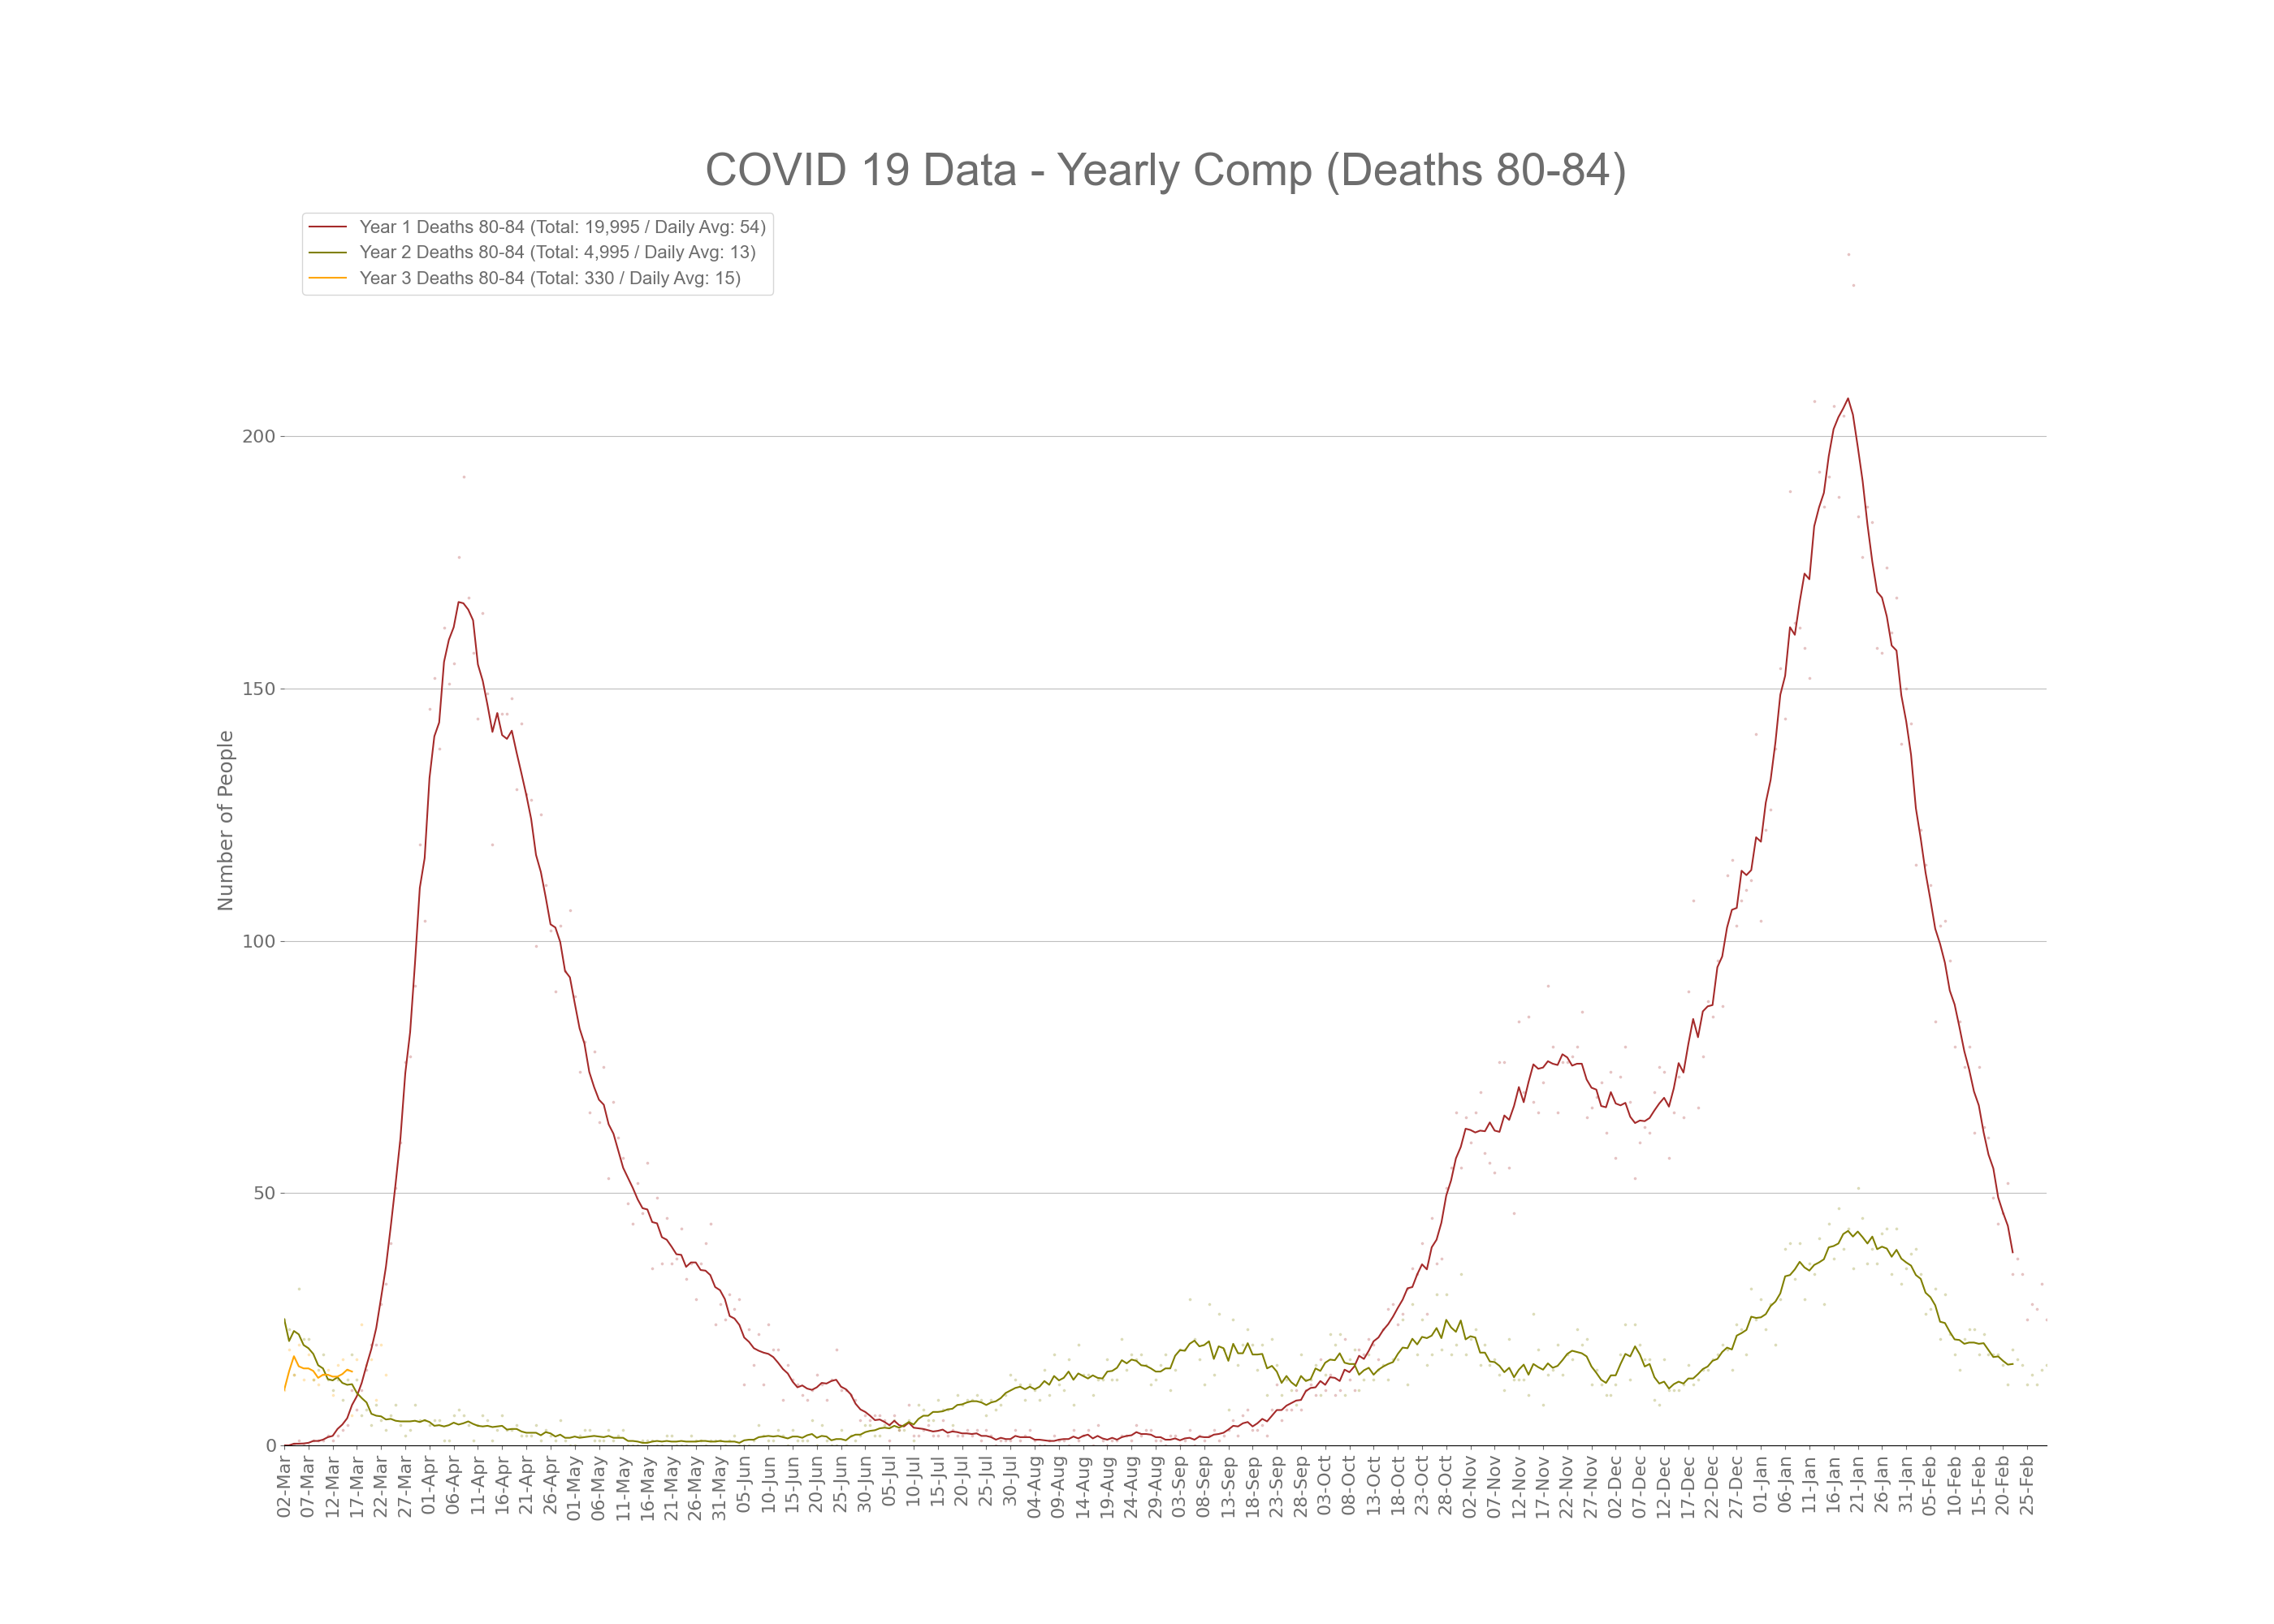 COVID 19 Data - Yearly Comp (Deaths 80-84)
Year 1 Deaths 80-84 (Total: 19,995 / Daily Avg: 54)
Year 2 Deaths 80-84 (Total: 4,995 / Daily Avg: 13)
Year 3 Deaths 80-84 (Total: 330 / Daily Avg: 15)
Number of People
200
150
100
50
0
02-Mar
07-Mar
12-Mar
17-Mar
22-Mar
27-Mar
01-Apr
06-Apr
11-Apr
16-Apr
21-Apr
26-Apr
01-May
06-May
11-May
16-May
21-May
26-May
31-May
05-Jun
10-Jun
15-Jun
20-Jun
25-Jun
30-Jun
05-Jul
10-Jul
15-Jul
20-Jul
25-Jul
30-Jul
04-Aug
09-Aug
14-Aug
19-Aug
24-Aug
29-Aug
03-Sep
08-Sep
13-Sep
18-Sep
23-Sep
28-Sep
03-Oct
08-Oct
13-Oct
18-Oct
23-Oct
28-Oct
02-Nov
07-Nov
12-Nov
17-Nov
22-Nov
27-Nov
02-Dec
07-Dec
12-Dec
17-Dec
22-Dec
27-Dec
01-Jan
06-Jan
11-Jan
16-Jan
21-Jan
26-Jan
31-Jan
05-Feb
10-Feb
15-Feb
20-Feb
25-Feb